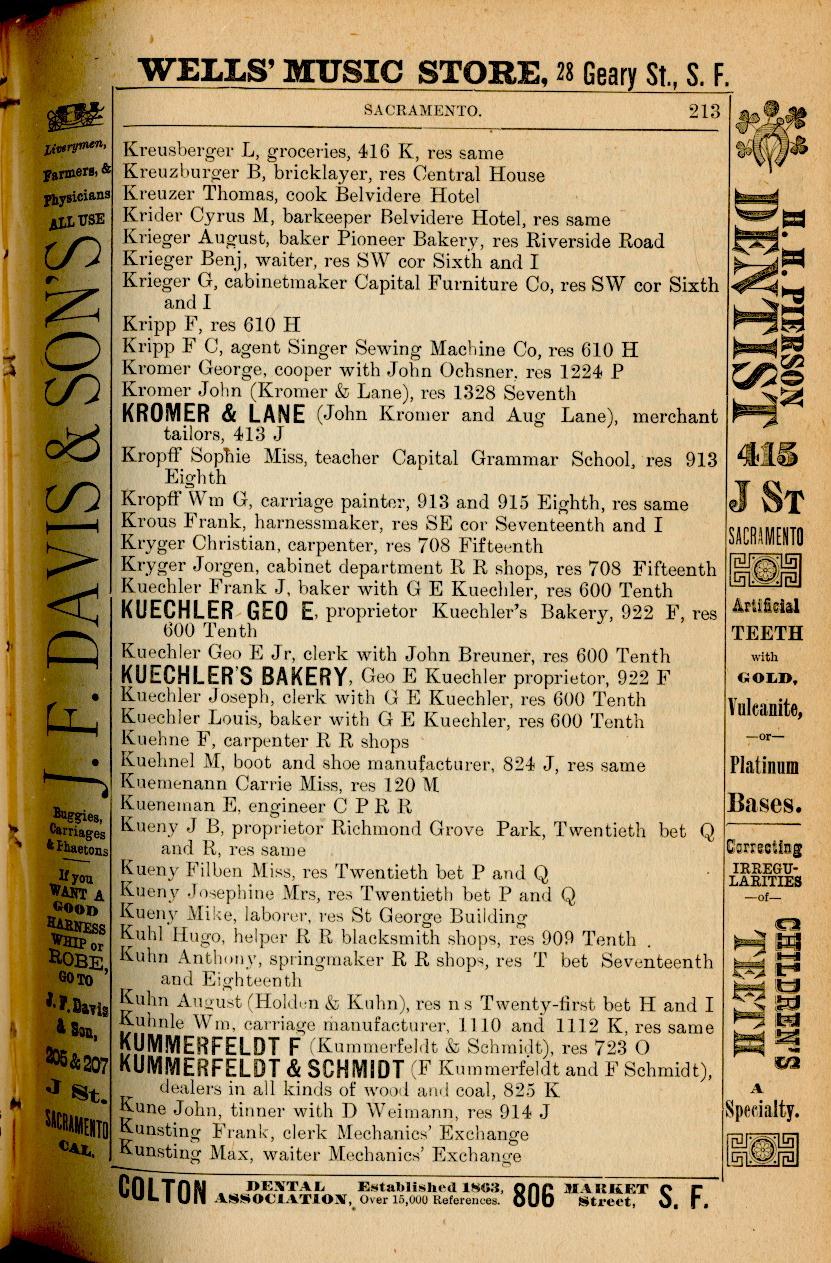 WELLS' MUSIC STORE, 28 Geary St., S. F.
SACRAMENTO. 213
Kreusberger L, groceries, 416 K, res same
Kreuzburger B, bricklayer, res Central House
Kreuzer Thomas, cook Belvidere Hotel
Krider Cyrus M, barkeeper Belvidere Hotel, res same
Krieger August, baker Pioneer Bakery, res Riverside Road
Krieger Benj, waiter, res SW cor Sixth and I
Krieger G, cabinetmaker Capital Furniture Co, res SW cor Sixth
and I
Kripp F, res 610 H
Kripp F C, agent Singer Sewing Machine Co, res 610 H
Kromer George, cooper with John Ochsner, res 1224 P
Kromer John (Kromer & Lane), res 1328 Seventh
KROMER & LANE (John Kromer and Aug Lane), merchant
tailors, 413 J
Kropff Sophie Miss, teacher Capital Grammar School, res 913
Eighth
Kropff Wm G, carriage painter, 913 and 915 Eighth, res same
Krous Frank, harnessmaker, res SE cor Seventeenth and I
Kryger Christian, carpenter, res 708 Fifteenth
Kryger Jorgen, cabinet department R R shops, res 708 Fifteenth
Kuechler Frank J, baker with G E Kuechler, res 600 Tenth
KUECHLER GEO E, proprietor Kuechler's Bakery, 922 F, res
600 Tenth
Kuechler Geo E Jr, clerk with John Breuner, res 600 Tenth
KUECHLER'S BAKERY, Geo E Kuechler proprietor, 922 F
Kuechler Joseph, clerk with G E Kuechler, res 600 Tenth
Kuechler Louis, baker with G E Kuechler, res 600 Tenth
Kuehne F, carpenter R R shops
Kuehnel M, boot and shoe manufacturer, 824 J, res same
Kuemenann Carrie Miss, res 120 M
Kueneman E, engineer C P R R
Kueny J B, proprietor Richmond Grove Park, Twentieth bet Q
and R, res same
Kueny Filben Miss, res Twentieth bet P and Q
Kueny Josephine Mrs, res Twentieth bet P and Q
Kueny Mike, laborer, res St George Building
Kuhl Hugo, helper R R blacksmith shops, res 909 Tenth .
Kuhn Anthony, springmaker R R shops, res T bet Seventeenth
and Eighteenth
Kuhn August (Holden & Kuhn), res n s Twenty-first bet H and I
Kuhnle Wm, carriage manufacturer, 1110 and 1112 K, res same
KUMMERFELDT F (Kummerfeldt & Schmidt), res 723 O
KUMMERFELDT & SCHMIDT (F Kummerfeldt and F Schmidt),
dealers in all kinds of wood and coal, 825 K
Kune John, tinner with D Weimann, res 914 J
Kunsting Frank, clerk Mechanics' Exchange
Kunsting Max, waiter Mechanics' Exchange
Liverymen,
Farmers, &
Physicians
ALL USE
J. F. DAVIS & SON'S
Buggies,
Carriages
& Phaetons
If you
WANT A
GOOD
HARNESS
WHIP or
ROBE,
GO TO
J. F. Davis
& Son,
205 & 207
J St.
SACRAMENTO
CAL.
H. H. PIERSON
DENTIST
415
J ST
SACRAMENTO
Artificial
TEETH
with
GOLD,
Vulcanite,
—or—
Platinum
Bases.
Correcting
IRREGU-
LARITIES
—of—
CHILDREN'S
TEETH
A
Specialty.
COLTON DENTAL ASSOCIATION, Established 1863, Over 15,000 References. 806 MARKET Street, S. F.